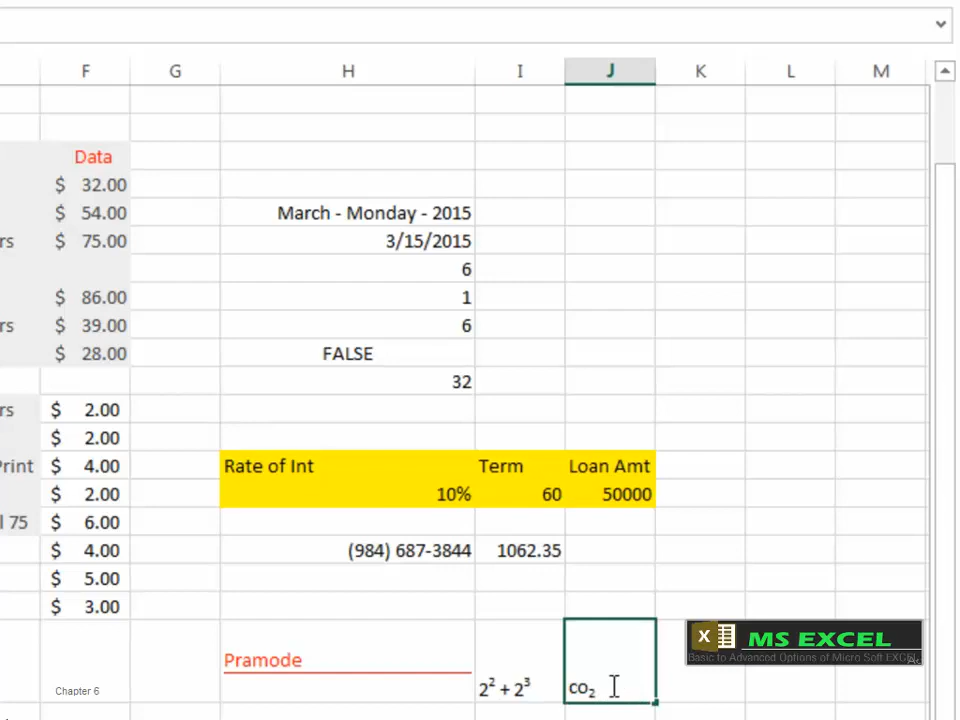 F G H I J K L M
Data
$ 32.00
$ 54.00 March - Monday - 2015
rs $ 75.00 3/15/2015
6
$ 86.00 1
rs $ 39.00 6
$ 28.00 FALSE
32
rs $ 2.00
$ 2.00
Print $ 4.00 Rate of Int Term Loan Amt
$ 2.00 10% 60 50000
l 75 $ 6.00
$ 4.00 (984) 687-3844 1062.35
$ 5.00
$ 3.00
X MS EXCEL
Basic to Advanced Options of Micro Soft EXCEL
Pramode
Chapter 6 2² + 2³ co₂